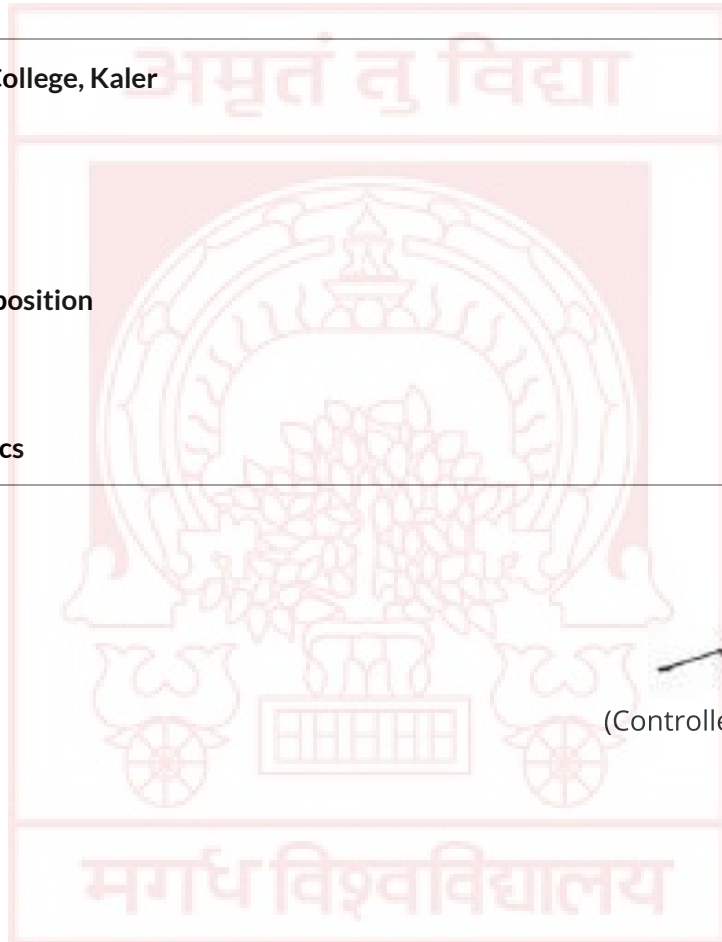 अमृतं तु विद्या
College, Kaler
position
cs
(Controlle
मगध विश्वविद्यालय